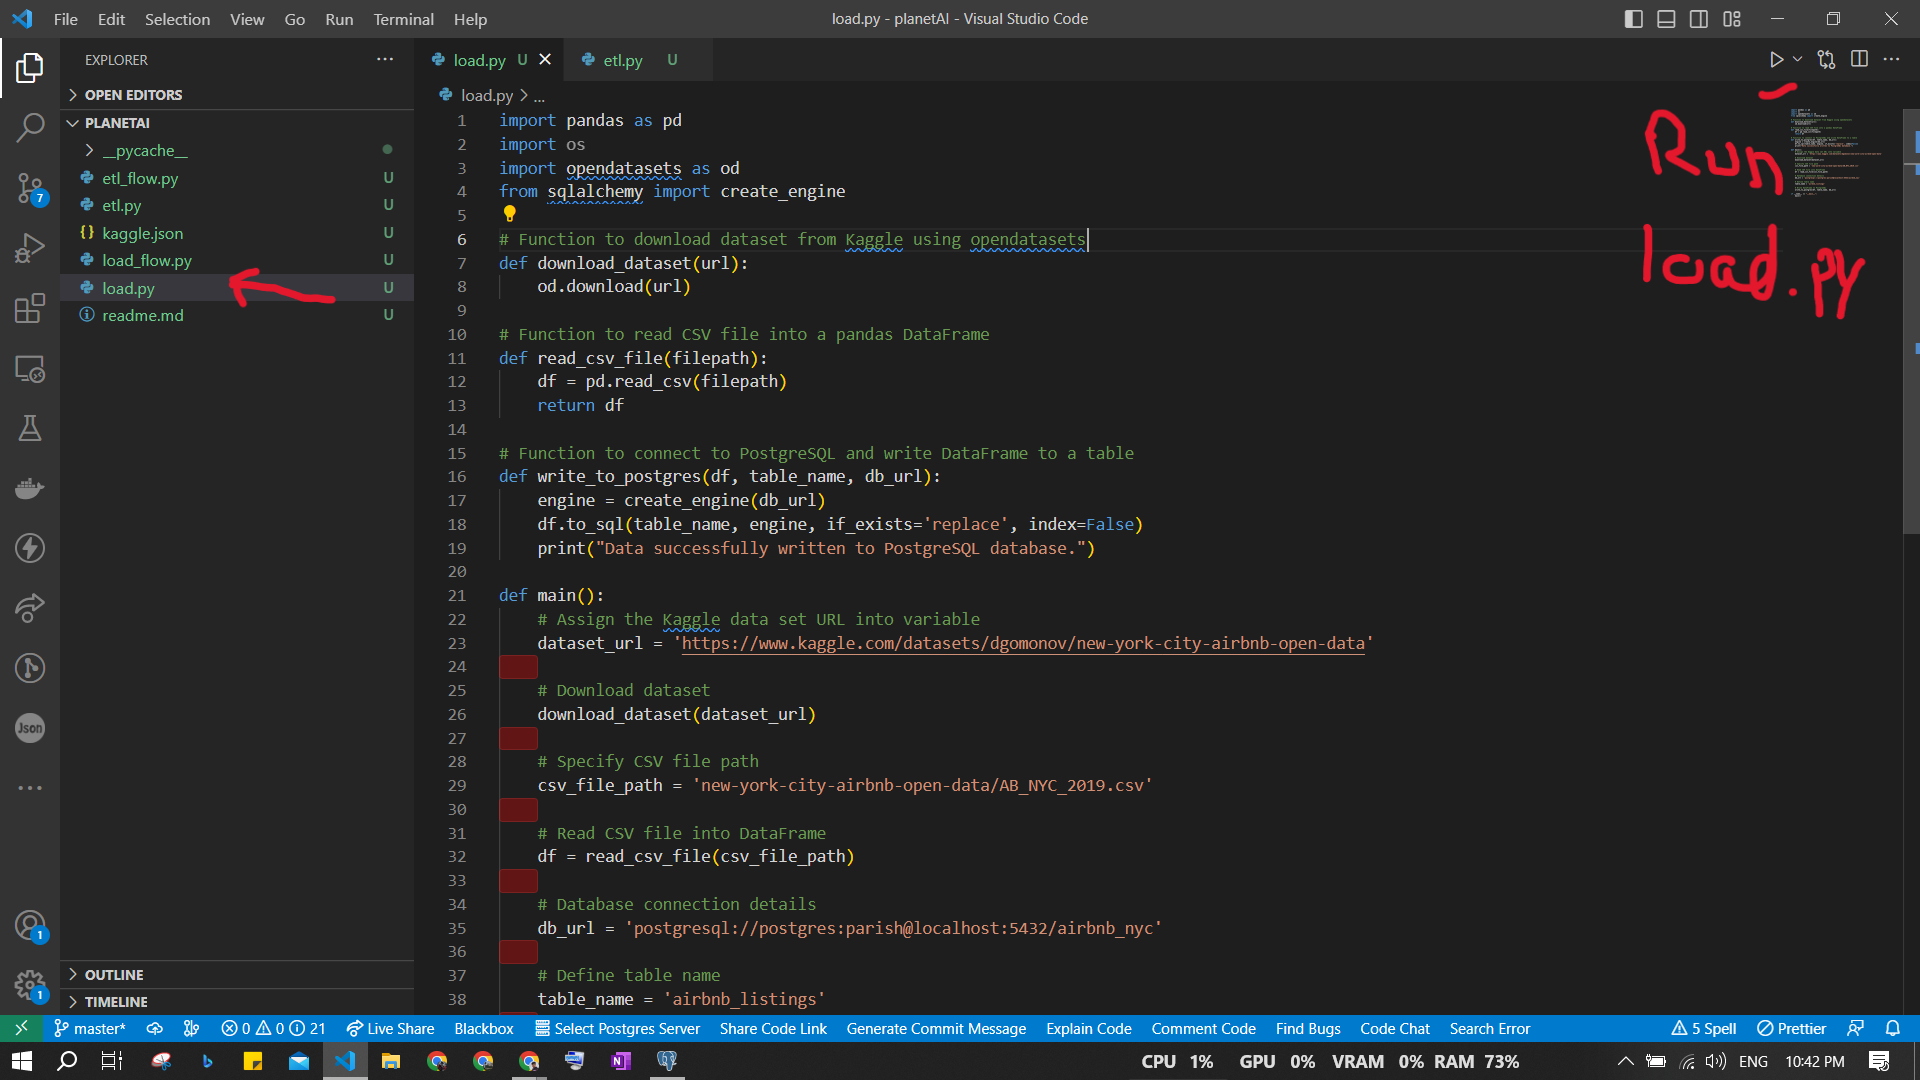 File Edit Selection View Go Run Terminal Help
load.py - planetAI - Visual Studio Code
EXPLORER
OPEN EDITORS
PLANETAI
__pycache__
etl_flow.py U
etl.py U
{} kaggle.json U
load_flow.py U
load.py U
readme.md U
OUTLINE
TIMELINE
7
Json
1
1
load.py U
etl.py U
load.py > ...
1 import pandas as pd
2 import os
3 import opendatasets as od
4 from sqlalchemy import create_engine
5
6 # Function to download dataset from Kaggle using opendatasets
7 def download_dataset(url):
8 od.download(url)
9
10 # Function to read CSV file into a pandas DataFrame
11 def read_csv_file(filepath):
12 df = pd.read_csv(filepath)
13 return df
14
15 # Function to connect to PostgreSQL and write DataFrame to a table
16 def write_to_postgres(df, table_name, db_url):
17 engine = create_engine(db_url)
18 df.to_sql(table_name, engine, if_exists='replace', index=False)
19 print("Data successfully written to PostgreSQL database.")
20
21 def main():
22 # Assign the Kaggle data set URL into variable
23 dataset_url = 'https://www.kaggle.com/datasets/dgomonov/new-york-city-airbnb-open-data'
24
25 # Download dataset
26 download_dataset(dataset_url)
27
28 # Specify CSV file path
29 csv_file_path = 'new-york-city-airbnb-open-data/AB_NYC_2019.csv'
30
31 # Read CSV file into DataFrame
32 df = read_csv_file(csv_file_path)
33
34 # Database connection details
35 db_url = 'postgresql://postgres:parish@localhost:5432/airbnb_nyc'
36
37 # Define table name
38 table_name = 'airbnb_listings'
Run
load.py
master* 0 0 21 Live Share Blackbox Select Postgres Server Share Code Link Generate Commit Message Explain Code Comment Code Find Bugs Code Chat Search Error 5 Spell Prettier
CPU 1% GPU 0% VRAM 0% RAM 73% ENG 10:42 PM